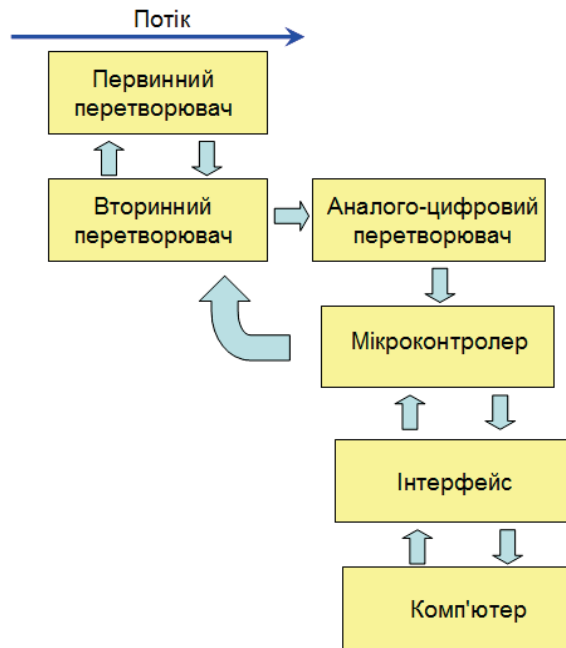 Потік
Первинний
перетворювач
Вторинний
перетворювач
Аналого-цифровий
перетворювач
Мікроконтролер
Інтерфейс
Комп'ютер